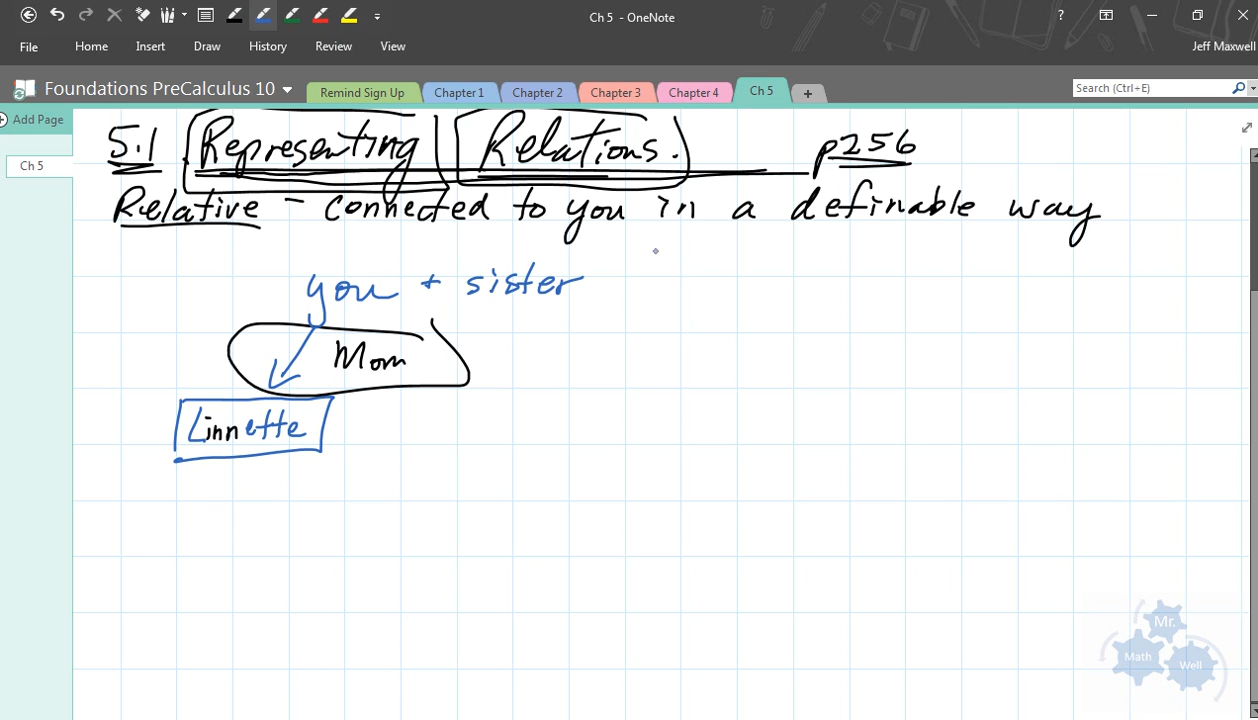 Ch 5 - OneNote
?
File Home Insert Draw History Review View
Jeff Maxwell
Foundations PreCalculus 10
Remind Sign Up Chapter 1 Chapter 2 Chapter 3 Chapter 4 Ch 5 +
Search (Ctrl+E)
Add Page
Ch 5
5.1 Representing Relations. p256
Relative - connected to you in a definable way
you + sister
Mom
Linnette
Mr.
Math
Well